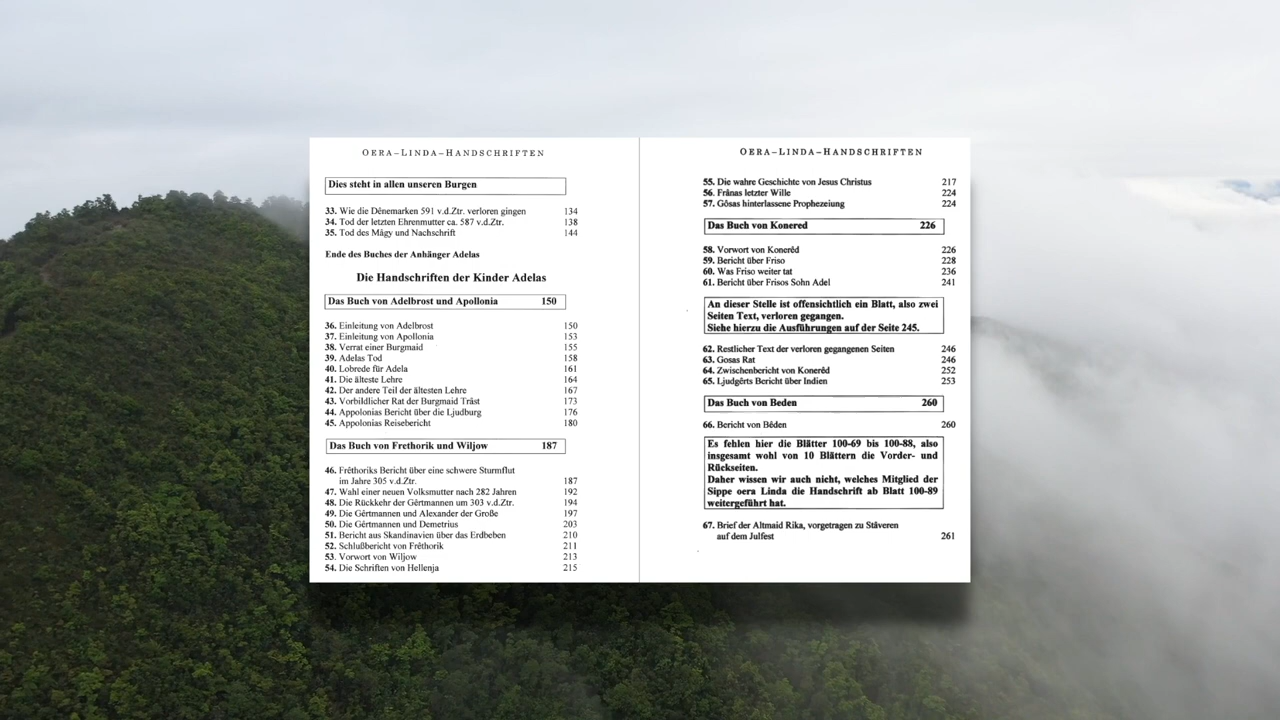 OERA–LINDA–HANDSCHRIFTEN
Dies steht in allen unseren Burgen
33. Wie die Dênemarken 591 v.d.Ztr. verloren gingen 134
34. Tod der letzten Ehrenmutter ca. 587 v.d.Ztr. 138
35. Tod des Mâgy und Nachschrift 144
Ende des Buches der Anhänger Adelas
Die Handschriften der Kinder Adelas
Das Buch von Adelbrost und Apollonia 150
36. Einleitung von Adelbrost 150
37. Einleitung von Apollonia 153
38. Verrat einer Burgmaid 155
39. Adelas Tod 158
40. Lobrede für Adela 161
41. Die älteste Lehre 164
42. Der andere Teil der ältesten Lehre 167
43. Vorbildlicher Rat der Burgmaid Trâst 173
44. Appolonias Bericht über die Ljudburg 176
45. Appolonias Reisebericht 180
Das Buch von Frethorik und Wiljow 187
46. Frêthoriks Bericht über eine schwere Sturmflut
im Jahre 305 v.d.Ztr. 187
47. Wahl einer neuen Volksmutter nach 282 Jahren 192
48. Die Rückkehr der Gêrtmannen um 303 v.d.Ztr. 194
49. Die Gêrtmannen und Alexander der Große 197
50. Die Gêrtmannen und Demetrius 203
51. Bericht aus Skandinavien über das Erdbeben 210
52. Schlußbericht von Frêthorik 211
53. Vorwort von Wiljow 213
54. Die Schriften von Hellenja 215
OERA–LINDA–HANDSCHRIFTEN
55. Die wahre Geschichte von Jesus Christus 217
56. Frânas letzter Wille 224
57. Gôsas hinterlassene Prophezeiung 224
Das Buch von Konered 226
58. Vorwort von Konerêd 226
59. Bericht über Friso 228
60. Was Friso weiter tat 236
61. Bericht über Frisos Sohn Adel 241
An dieser Stelle ist offensichtlich ein Blatt, also zwei
Seiten Text, verloren gegangen.
Siehe hierzu die Ausführungen auf der Seite 245.
62. Restlicher Text der verloren gegangenen Seiten 246
63. Gosas Rat 246
64. Zwischenbericht von Konerêd 252
65. Ljudgêrts Bericht über Indien 253
Das Buch von Beden 260
66. Bericht von Bêden 260
Es fehlen hier die Blätter 100-69 bis 100-88, also
insgesamt wohl von 10 Blättern die Vorder- und
Rückseiten.
Daher wissen wir auch nicht, welches Mitglied der
Sippe oera Linda die Handschrift ab Blatt 100-89
weitergeführt hat.
67. Brief der Altmaid Rika, vorgetragen zu Stâveren
auf dem Julfest 261